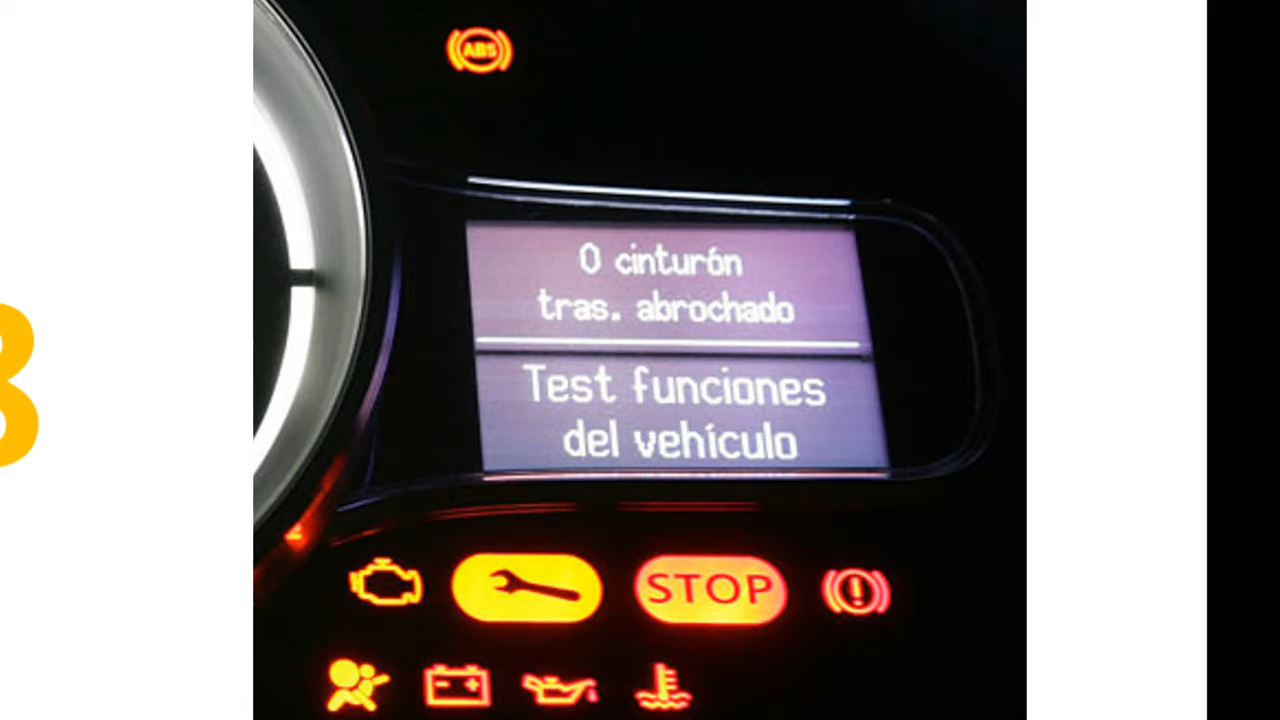 ABS
0 cinturón
tras. abrochado
Test funciones
del vehículo
STOP